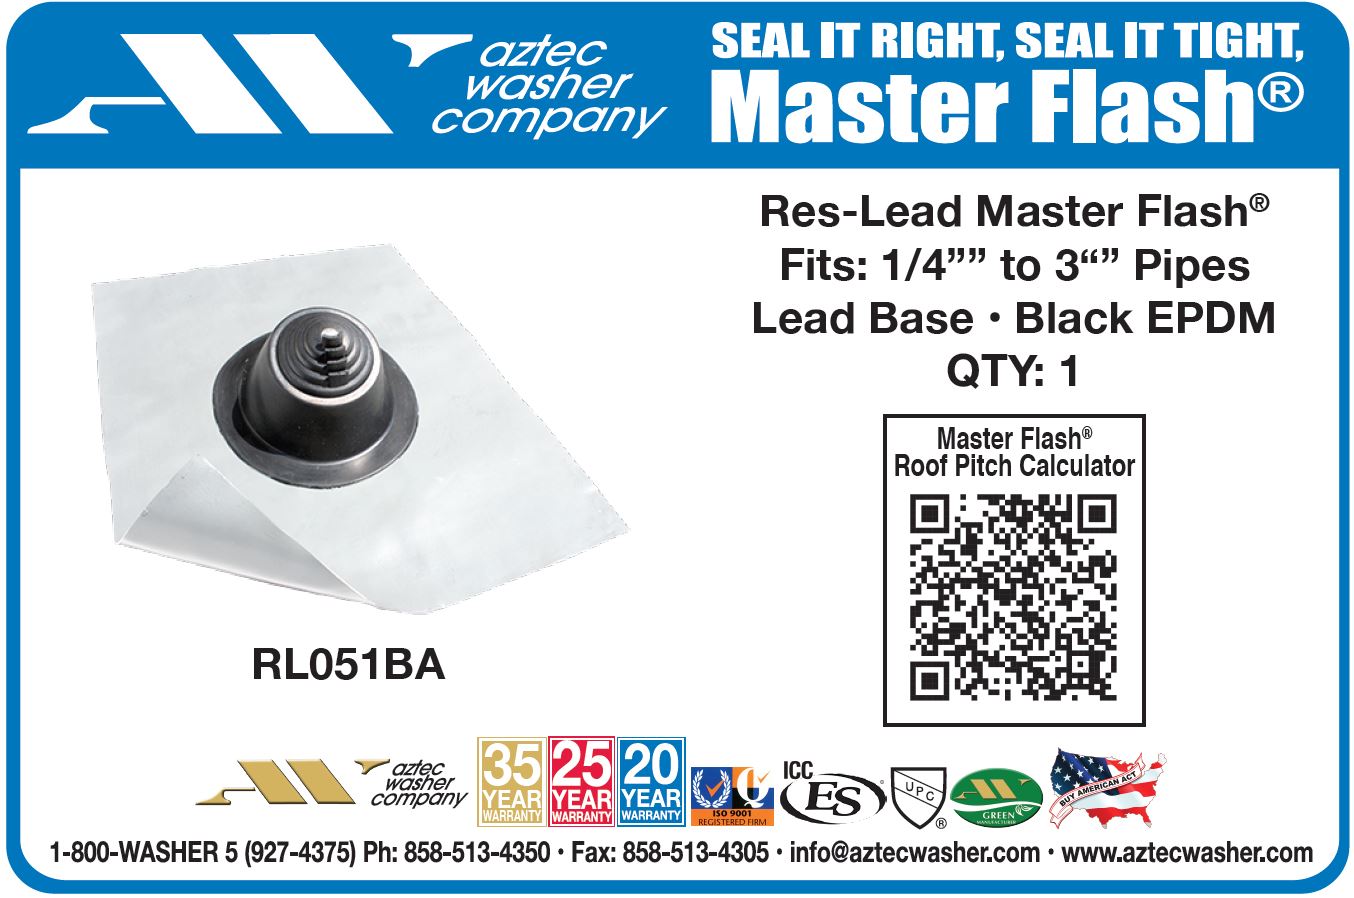 aztec
washer
company
SEAL IT RIGHT, SEAL IT TIGHT,
Master Flash®
Res-Lead Master Flash®
Fits: 1/4”” to 3“” Pipes
Lead Base • Black EPDM
QTY: 1
Master Flash®
Roof Pitch Calculator
RL051BA
aztec
washer
company
35
YEAR
WARRANTY
25
YEAR
WARRANTY
20
YEAR
WARRANTY
Q
ISO 9001
REGISTERED FIRM
ICC
ES
®
UPC
®
GREEN
MANUFACTURER
BUY AMERICAN ACT
1-800-WASHER 5 (927-4375) Ph: 858-513-4350 • Fax: 858-513-4305 • info@aztecwasher.com • www.aztecwasher.com